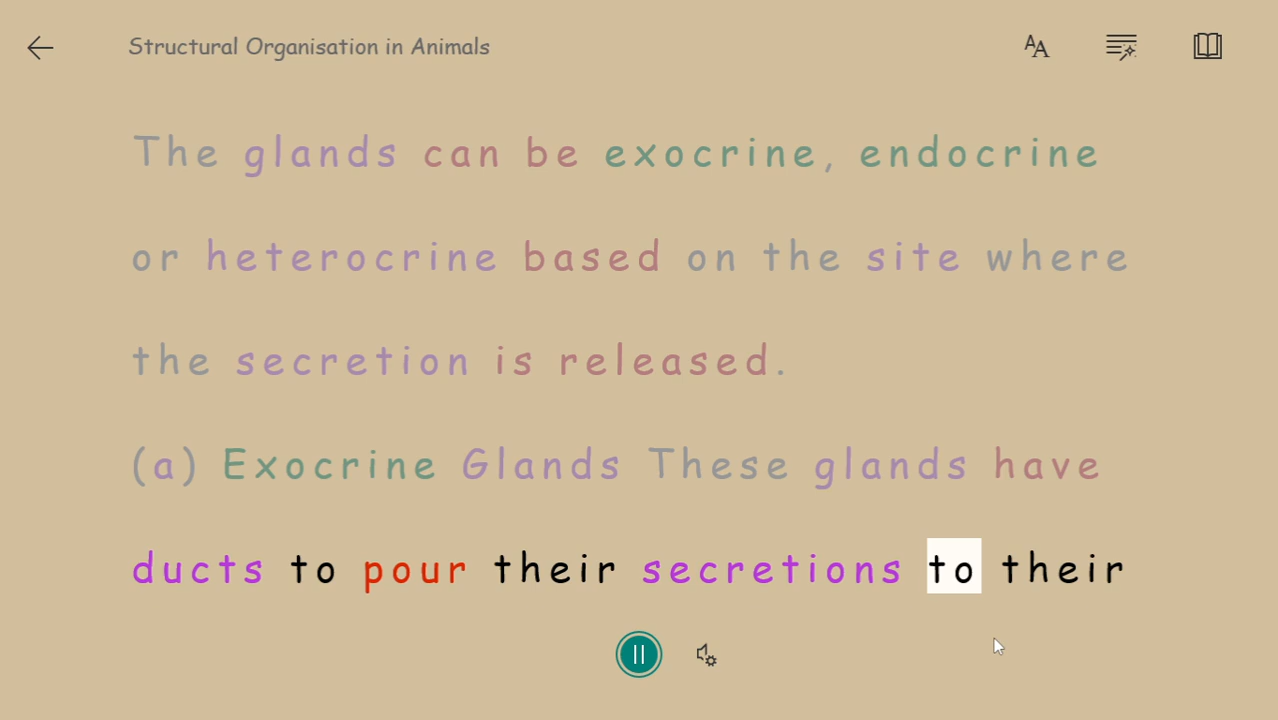 Structural Organisation in Animals
The glands can be exocrine, endocrine
or heterocrine based on the site where
the secretion is released.
(a) Exocrine Glands These glands have
ducts to pour their secretions to their